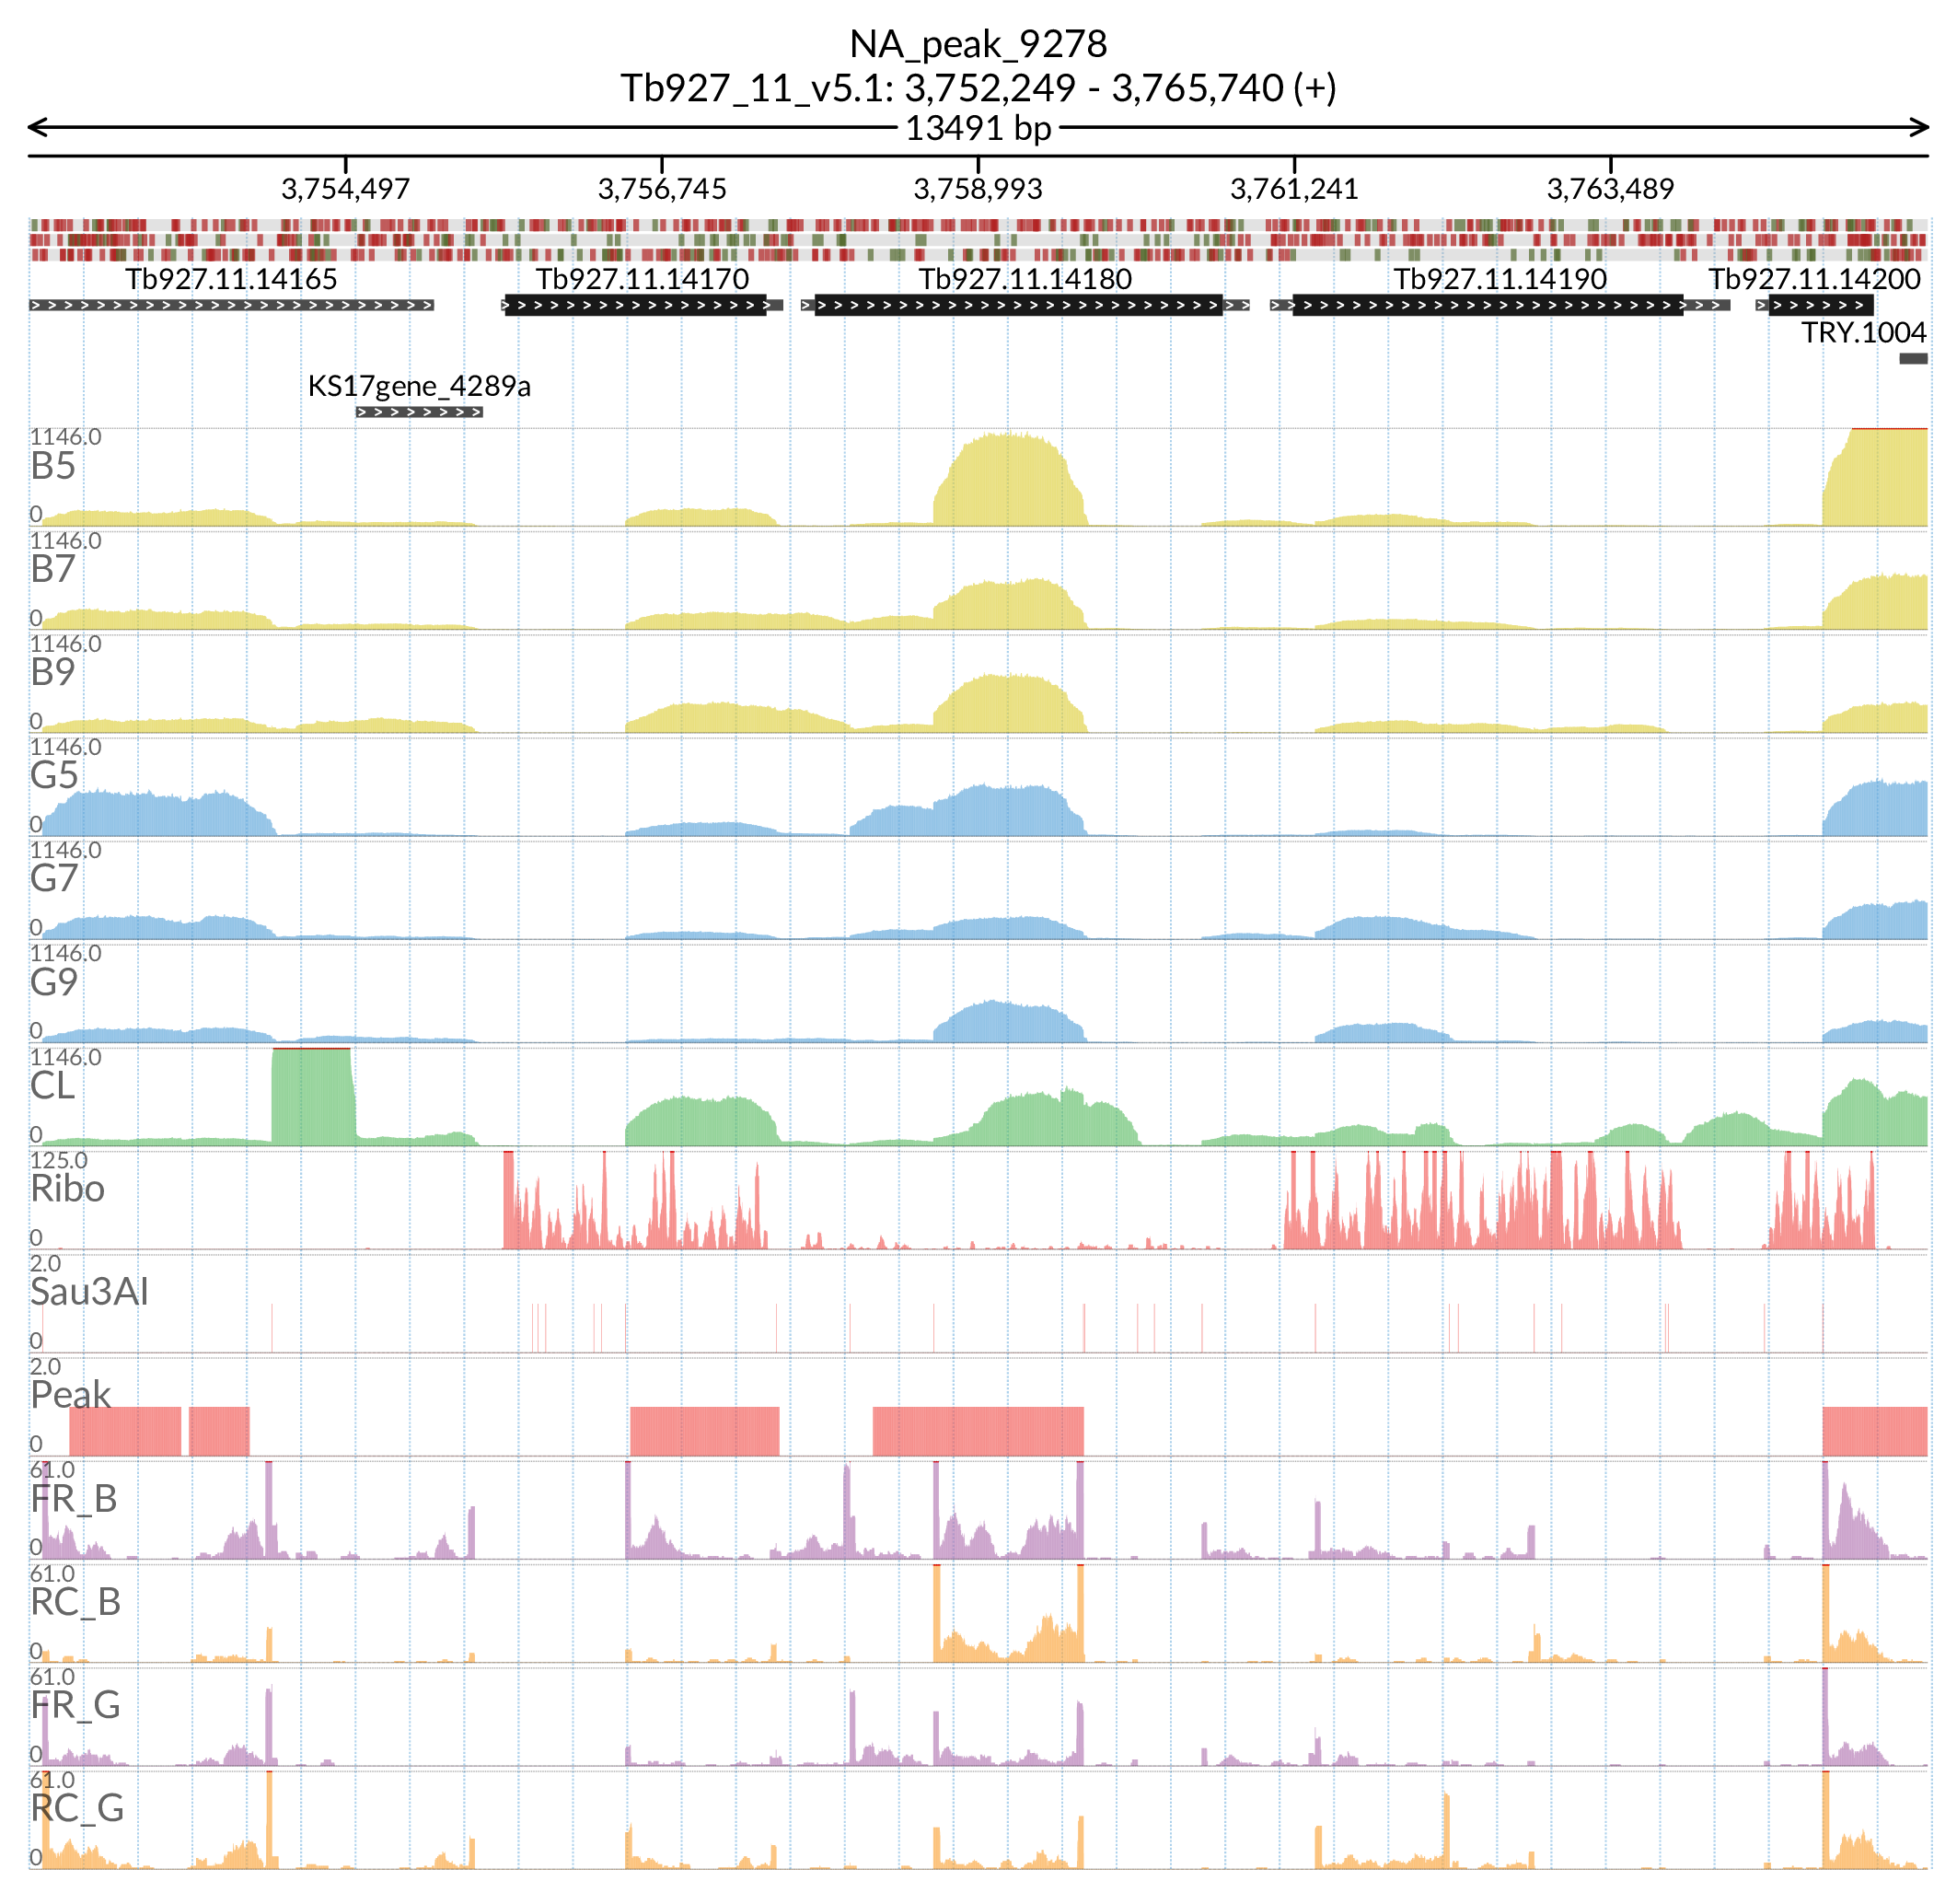 NA_peak_9278
Tb927_11_v5.1: 3,752,249 - 3,765,740 (+)
13491 bp
3,754,497 3,756,745 3,758,993 3,761,241 3,763,489
Tb927.11.14165 Tb927.11.14170 Tb927.11.14180 Tb927.11.14190 Tb927.11.14200
TRY.1004
KS17gene_4289a
1146.0
B5
0
1146.0
B7
0
1146.0
B9
0
1146.0
G5
0
1146.0
G7
0
1146.0
G9
0
1146.0
CL
0
125.0
Ribo
0
2.0
Sau3AI
0
2.0
Peak
0
61.0
FR_B
0
61.0
RC_B
0
61.0
FR_G
0
61.0
RC_G
0